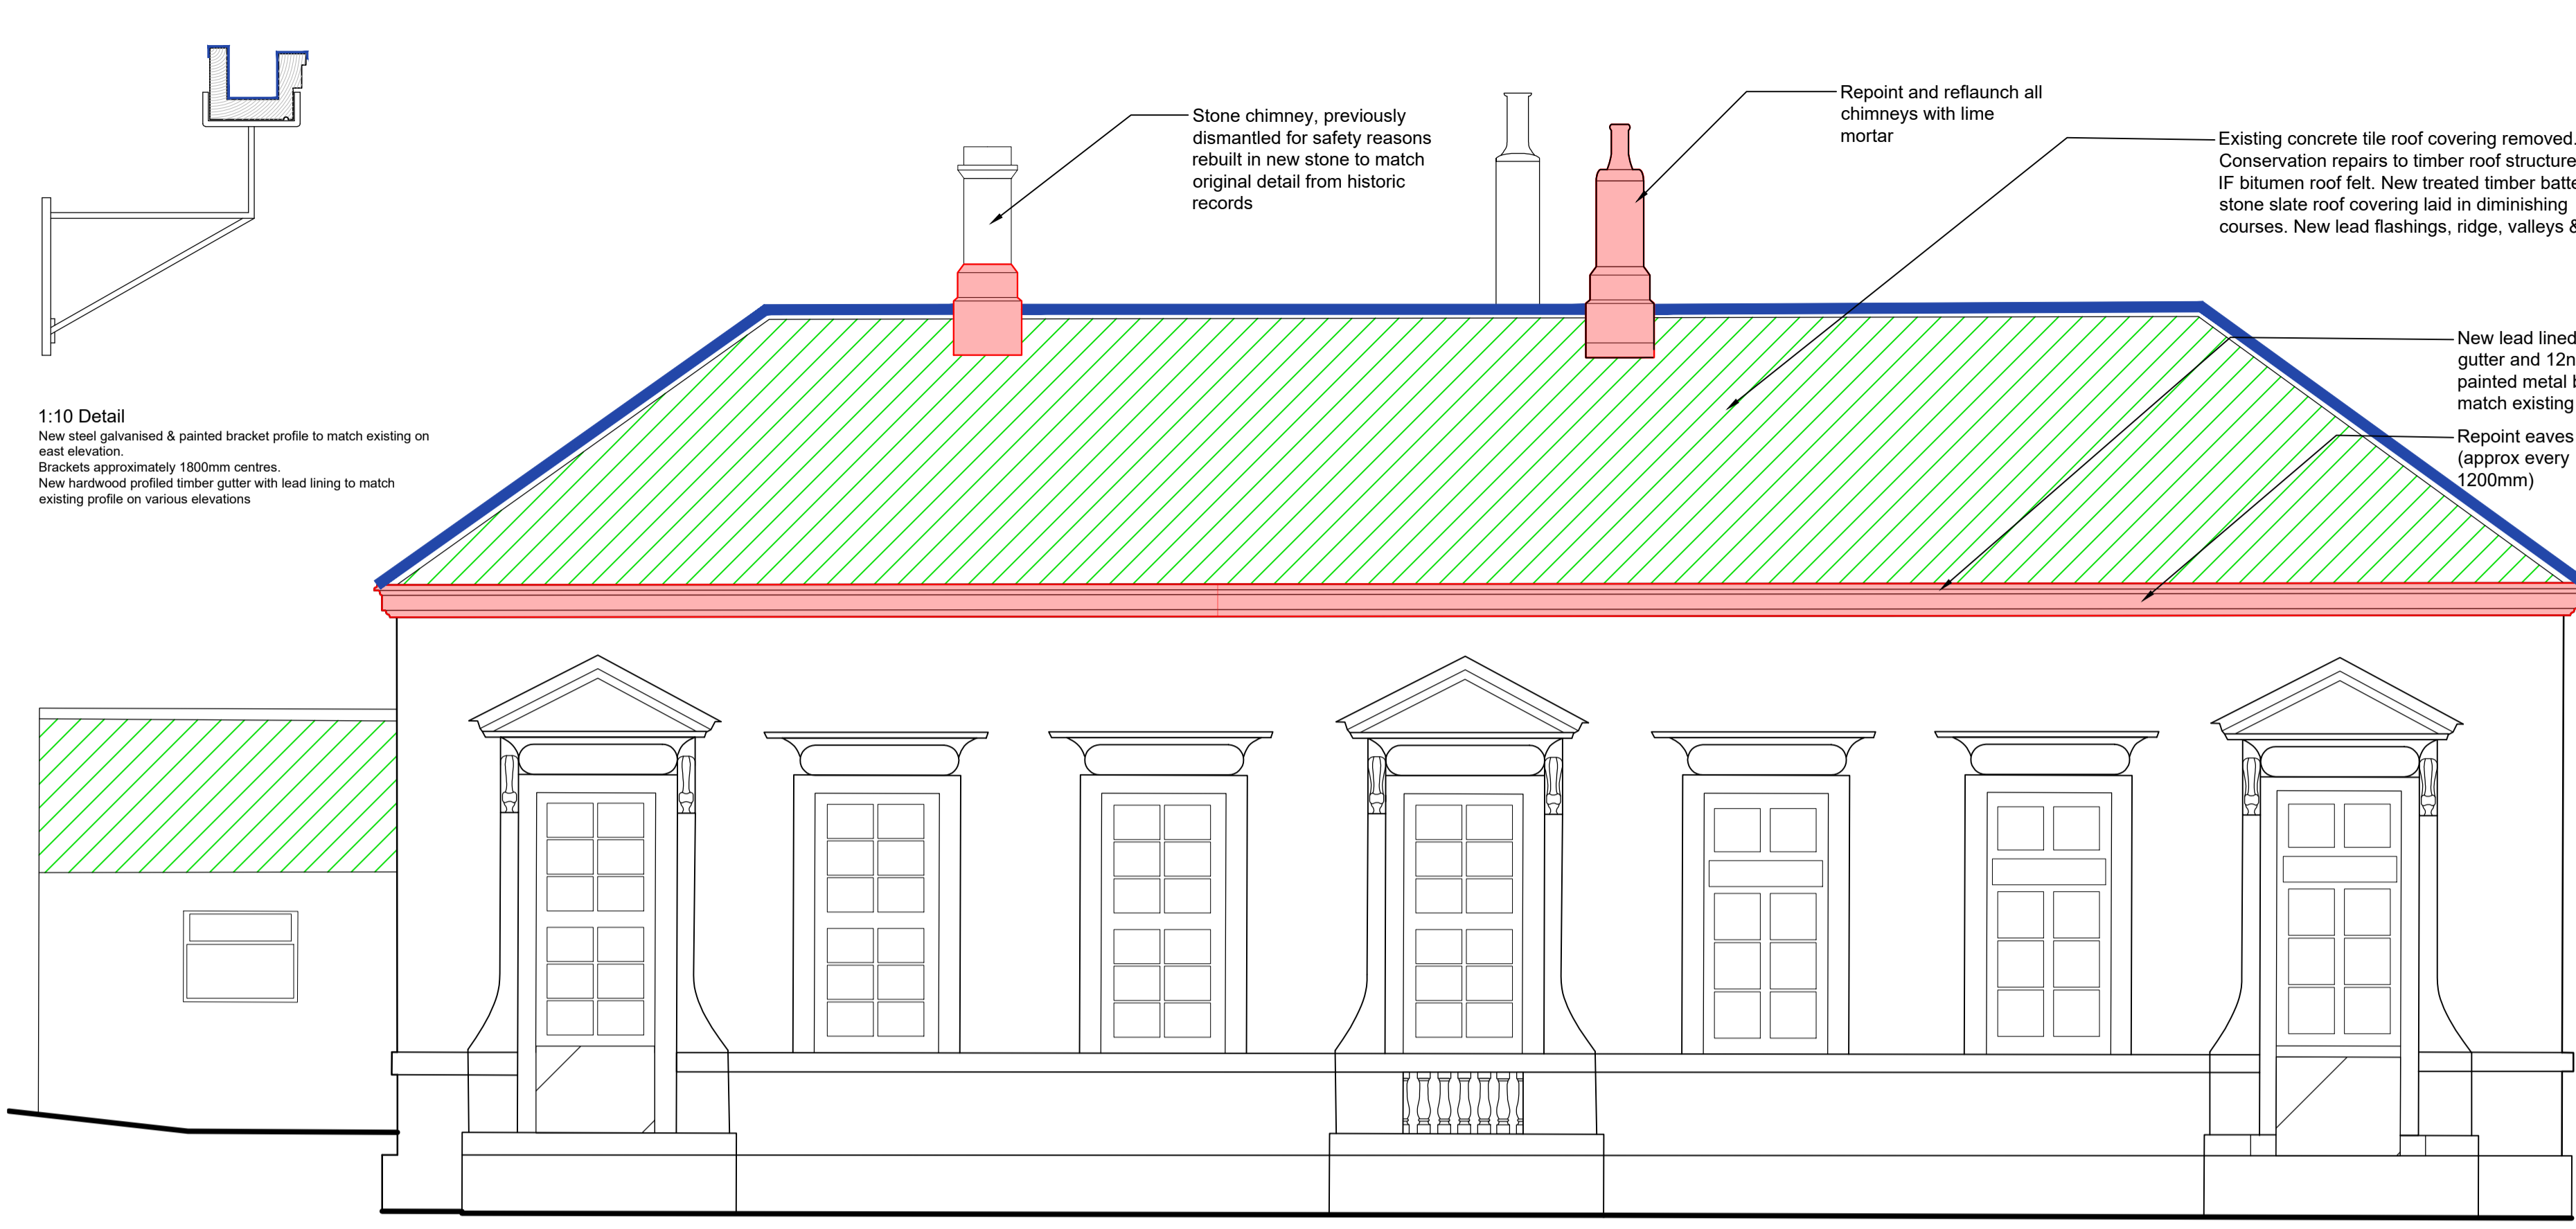 Stone chimney, previously
dismantled for safety reasons
rebuilt in new stone to match
original detail from historic
records
Repoint and reflaunch all
chimneys with lime
mortar
Existing concrete tile roof covering removed.
Conservation repairs to timber roof structure
IF bitumen roof felt. New treated timber
stone slate roof covering laid in diminishing
courses. New lead flashings, ridge, valleys &
New lead lined
gutter and
painted metal
match existing
Repoint eaves
(approx every
1200mm)
1:10 Detail
New steel galvanised & painted bracket profile to match existing on
east elevation.
Brackets approximately 1800mm centres.
New hardwood profiled timber gutter with lead lining to match
existing profile on various elevations